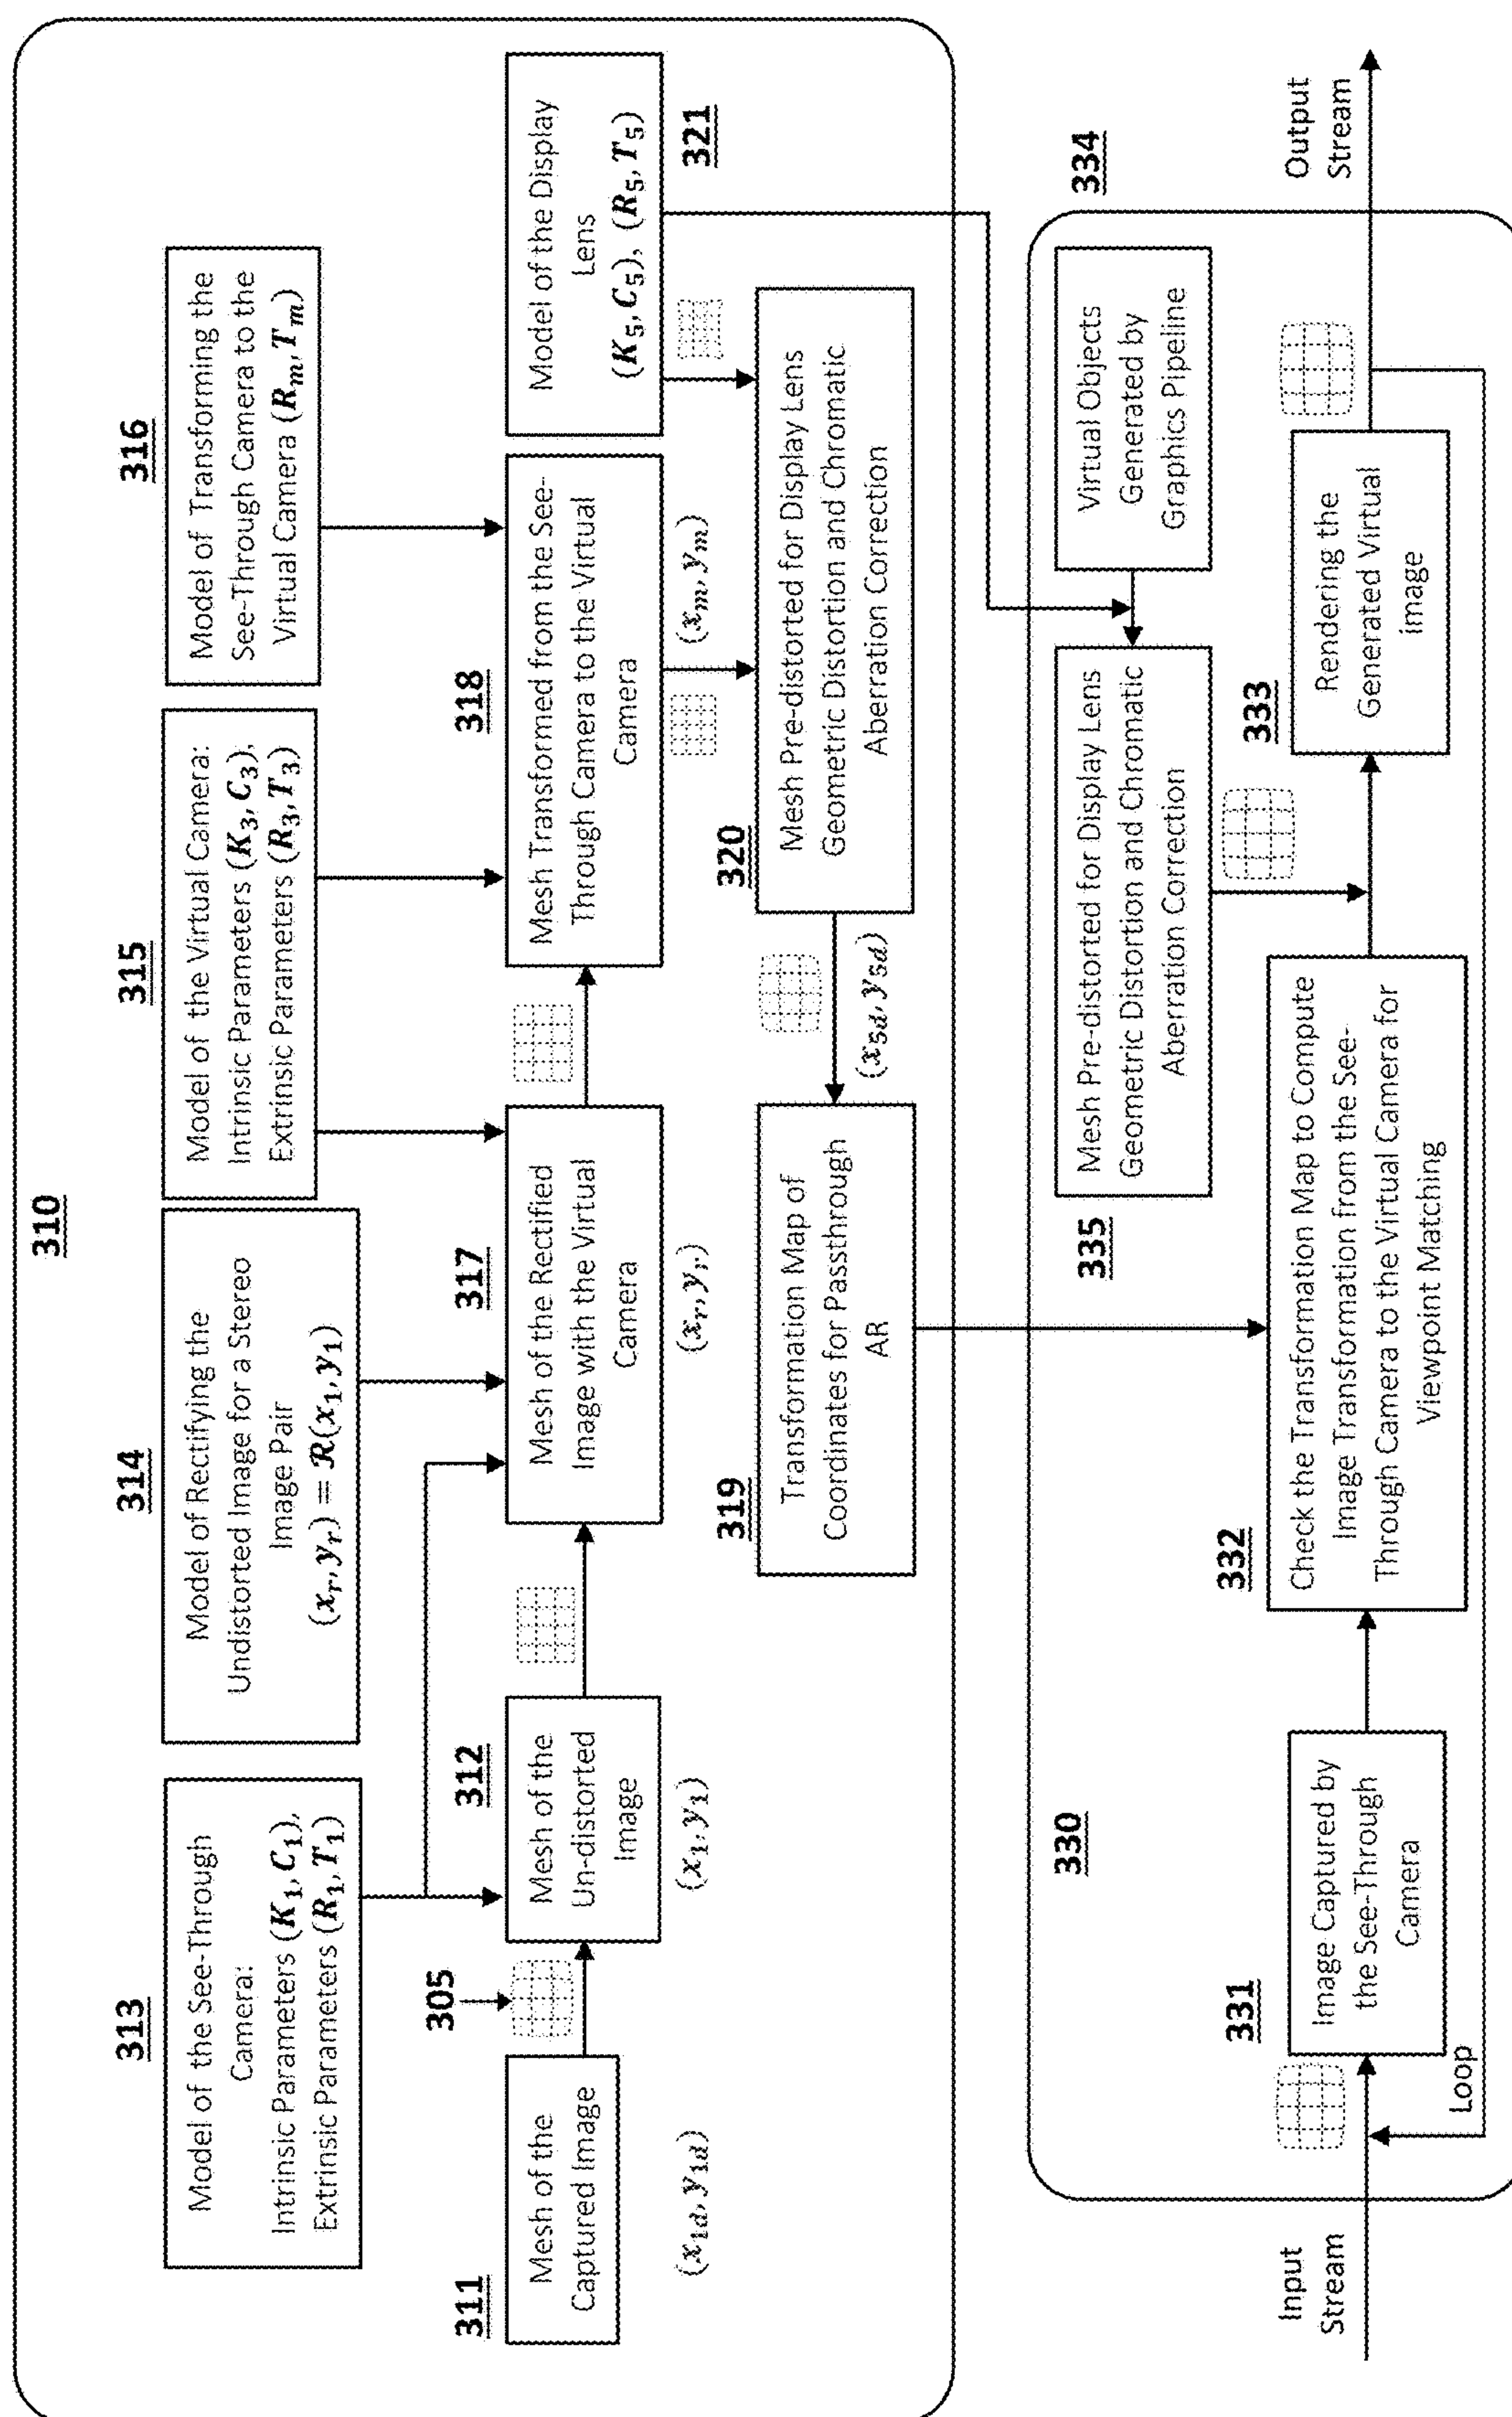 310
313
Model of the See-Through
Camera:
Intrinsic Parameters (K₁, C₁),
Extrinsic Parameters (R₁, T₁)
314
Model of Rectifying the
Undistorted Image for a Stereo
Image Pair
(xᵣ, yᵣ) = 𝓡(x₁, y₁)
315
Model of the Virtual Camera:
Intrinsic Parameters (K₃, C₃),
Extrinsic Parameters (R₃, T₃)
316
Model of Transforming the
See-Through Camera to the
Virtual Camera (Rₘ, Tₘ)
311
Mesh of the
Captured Image
(x₁d, y₁d)
305
312
Mesh of the
Un-distorted
Image
(x₁, y₁)
317
Mesh of the Rectified
Image with the Virtual
Camera
(xᵣ, yᵣ)
318
Mesh Transformed from the See-
Through Camera to the Virtual
Camera
(xₘ, yₘ)
Model of the Display
Lens
(K₅, C₅), (R₅, T₅)
321
319
Transformation Map of
Coordinates for Passthrough
AR
(x₅d, y₅d)
320
Mesh Pre-distorted for Display Lens
Geometric Distortion and Chromatic
Aberration Correction
330
335
Mesh Pre-distorted for Display Lens
Geometric Distortion and Chromatic
Aberration Correction
334
Virtual Objects
Generated by
Graphics Pipeline
Input
Stream
331
Image Captured by
the See-Through
Camera
332
Check the Transformation Map to Compute
Image Transformation from the See-
Through Camera to the Virtual Camera for
Viewpoint Matching
333
Rendering the
Generated Virtual
image
Output
Stream
Loop